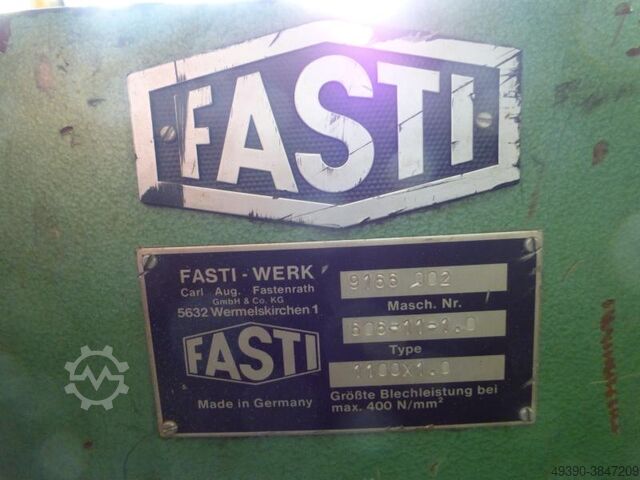 FASTI
FASTI - WERK
Carl Aug. Fastenrath
GmbH & Co. KG
5632 Wermelskirchen 1
FASTI
Made in Germany
9166 002
Masch. Nr.
606-11-1.0
Type
1100X1.0
Größte Blechleistung bei
max. 400 N/mm²
49390-3847209